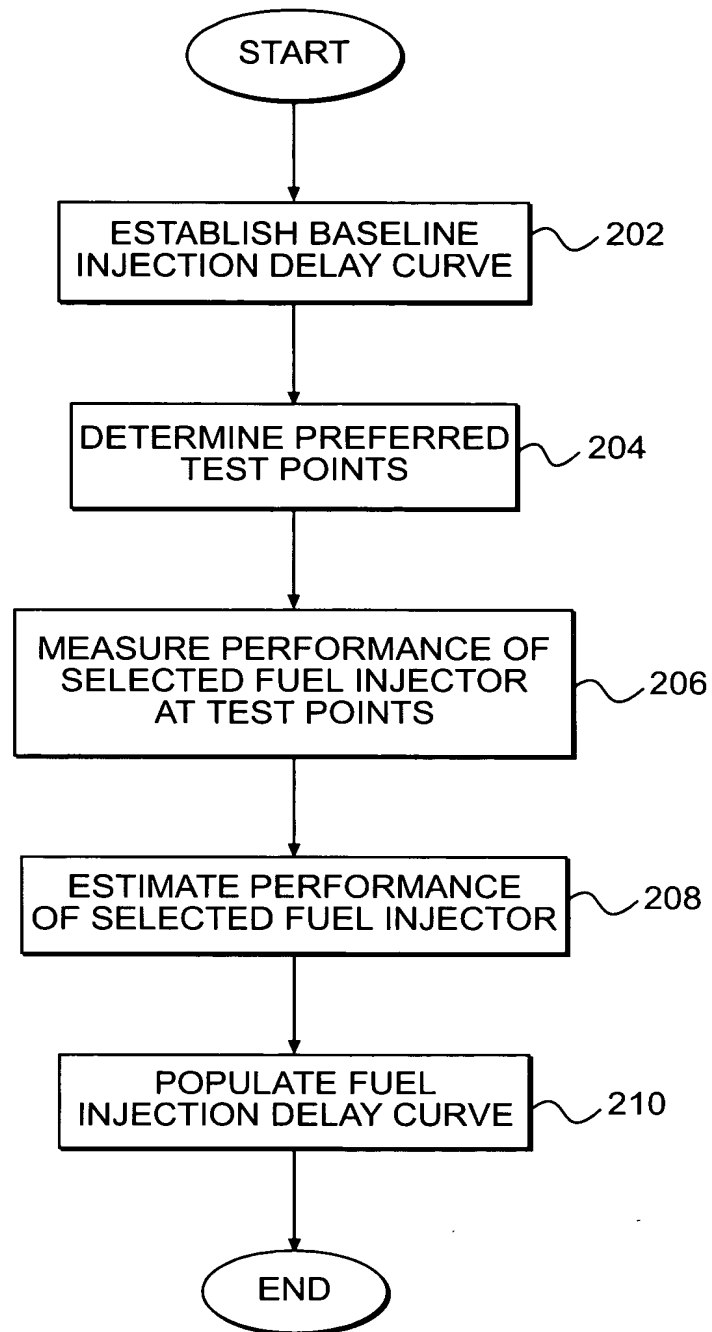 START
ESTABLISH BASELINE
INJECTION DELAY CURVE
202
DETERMINE PREFERRED
TEST POINTS
204
MEASURE PERFORMANCE OF
SELECTED FUEL INJECTOR
AT TEST POINTS
206
ESTIMATE PERFORMANCE
OF SELECTED FUEL INJECTOR
208
POPULATE FUEL
INJECTION DELAY CURVE
210
END